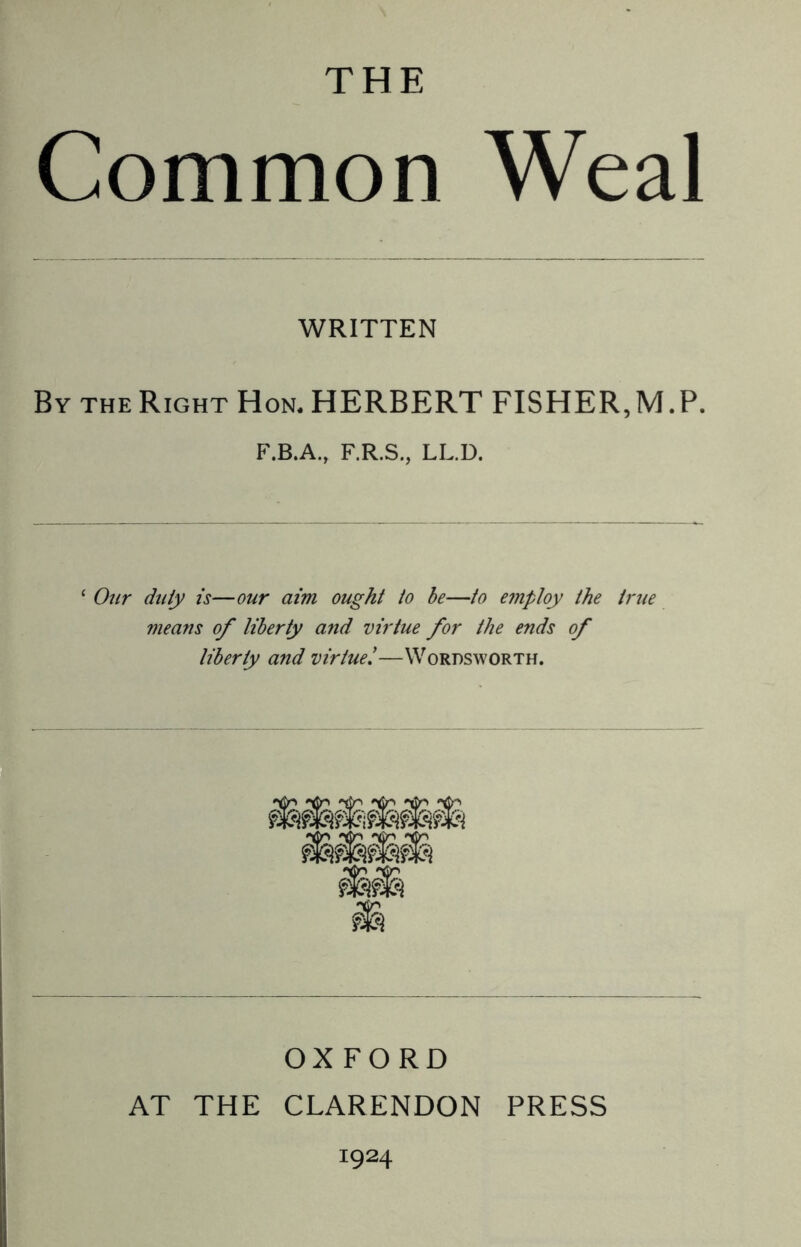 THE
Common Weal
WRITTEN
BY THE RIGHT HON. HERBERT FISHER, M.P.
F.B.A., F.R.S., LL.D.
‘ Our duty is—our aim ought to be—to employ the true
means of liberty and virtue for the ends of
liberty and virtue.’—WORDSWORTH.
OXFORD
AT THE CLARENDON PRESS
1924